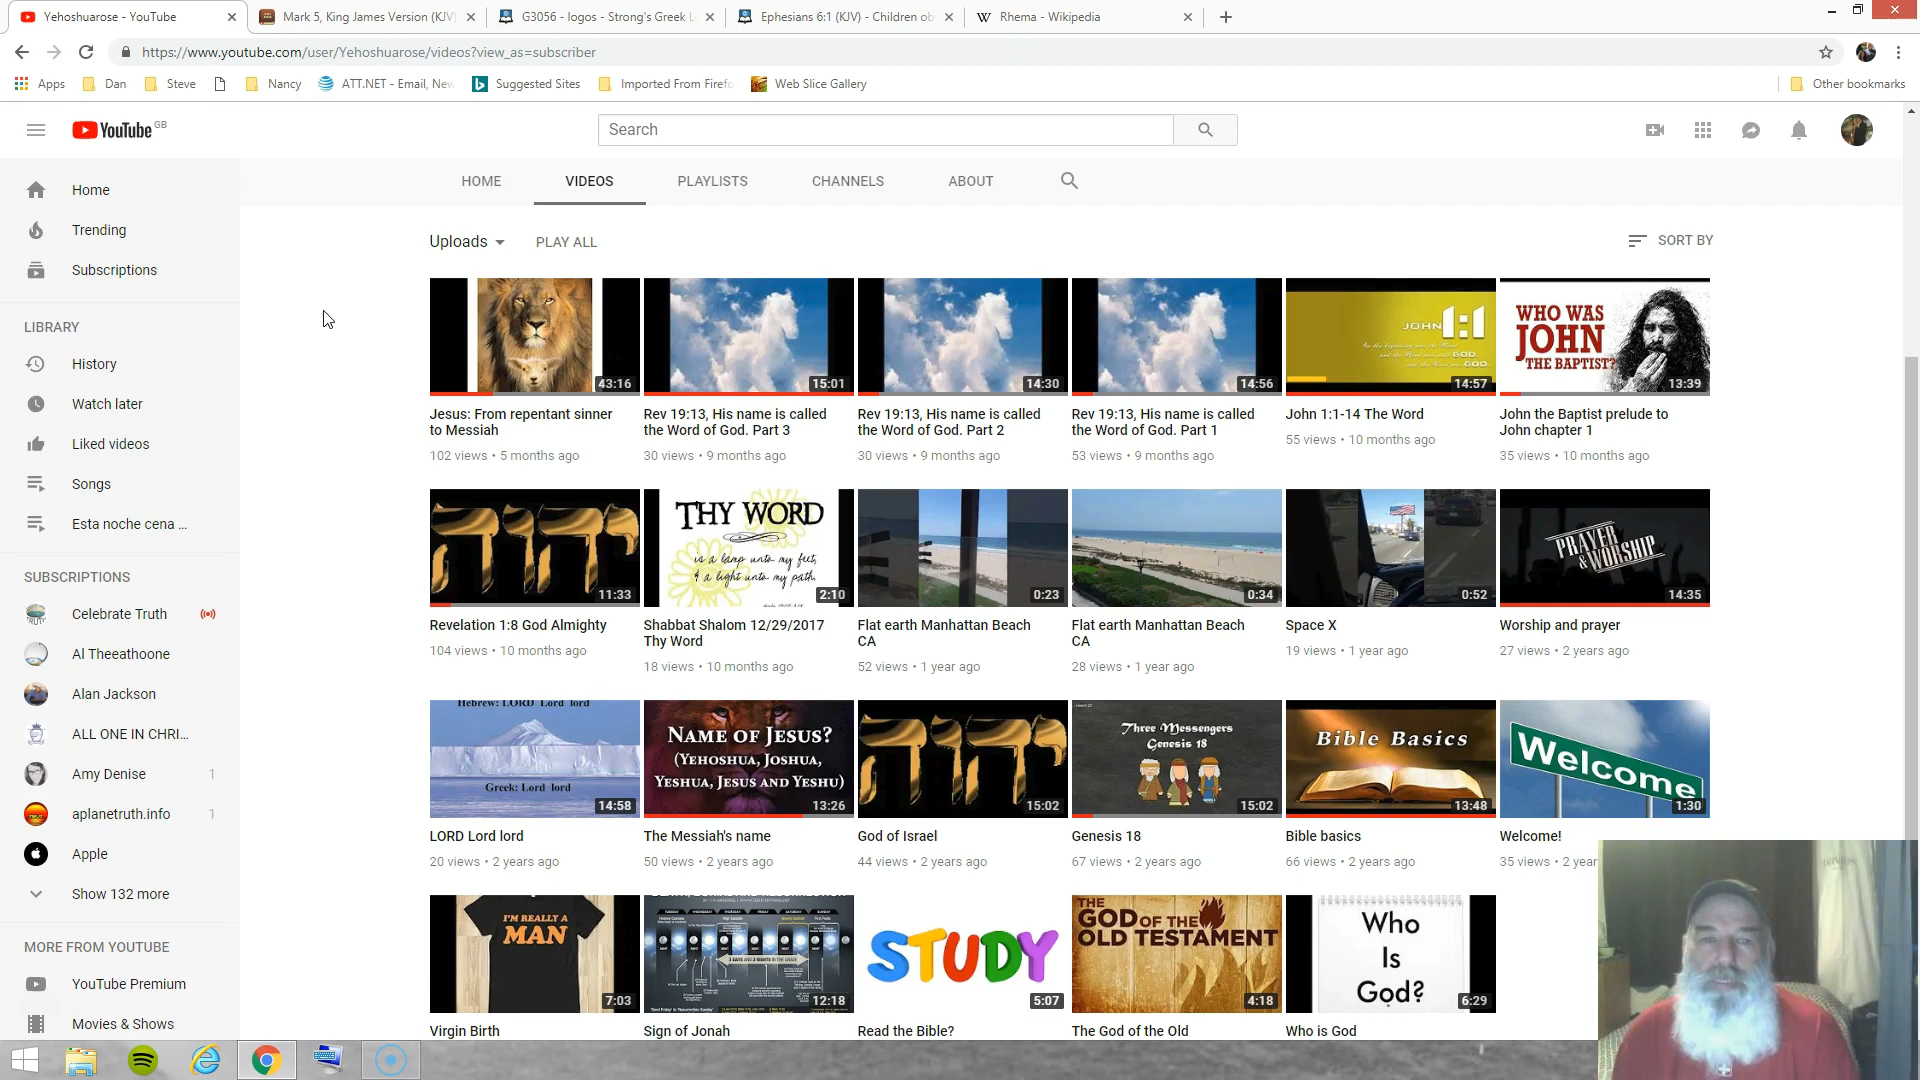 Yehoshuarose - YouTube
Mark 5, King James Version (KJV)
G3056 - logos - Strong's Greek L
Ephesians 6:1 (KJV) - Children ob
Rhema - Wikipedia
https://www.youtube.com/user/Yehoshuarose/videos?view_as=subscriber
Apps
Dan
Steve
Nancy
ATT.NET - Email, New
Suggested Sites
Imported From Firefo
Web Slice Gallery
Other bookmarks
YouTube GB
Search
HOME
VIDEOS
PLAYLISTS
CHANNELS
ABOUT
Home
Trending
Subscriptions
LIBRARY
History
Watch later
Liked videos
Songs
Esta noche cena ...
SUBSCRIPTIONS
Celebrate Truth
Al Theeathoone
Alan Jackson
ALL ONE IN CHRI...
Amy Denise 1
aplanetruth.info 1
Apple
Show 132 more
MORE FROM YOUTUBE
YouTube Premium
Movies & Shows
Uploads
PLAY ALL
SORT BY
43:16
15:01
14:30
14:56
JOHN 1:1
In the beginning was the Word
and the Word was with GOD
14:57
WHO WAS
JOHN
THE BAPTIST?
13:39
Jesus: From repentant sinner
to Messiah
102 views • 5 months ago
Rev 19:13, His name is called
the Word of God. Part 3
30 views • 9 months ago
Rev 19:13, His name is called
the Word of God. Part 2
30 views • 9 months ago
Rev 19:13, His name is called
the Word of God. Part 1
53 views • 9 months ago
John 1:1-14 The Word
55 views • 10 months ago
John the Baptist prelude to
John chapter 1
35 views • 10 months ago
יהוה
11:33
THY WORD
is a lamp unto my feet,
& a light unto my path.
2:10
0:23
0:34
0:52
PRAYER
& WORSHIP
14:35
Revelation 1:8 God Almighty
104 views • 10 months ago
Shabbat Shalom 12/29/2017
Thy Word
18 views • 10 months ago
Flat earth Manhattan Beach
CA
52 views • 1 year ago
Flat earth Manhattan Beach
CA
28 views • 1 year ago
Space X
19 views • 1 year ago
Worship and prayer
27 views • 2 years ago
Hebrew: LORD Lord lord
Greek: Lord lord
14:58
NAME OF JESUS?
(YEHOSHUA, JOSHUA,
YESHUA, JESUS AND YESHU)
13:26
יהוה
15:02
Three Messengers
Genesis 18
15:02
Bible Basics
13:48
Welcome
1:30
LORD Lord lord
20 views • 2 years ago
The Messiah's name
50 views • 2 years ago
God of Israel
44 views • 2 years ago
Genesis 18
67 views • 2 years ago
Bible basics
66 views • 2 years ago
Welcome!
35 views • 2 year
I'M REALLY A
MAN
7:03
12:18
STUDY
5:07
THE
GOD OF THE
OLD TESTAMENT
4:18
Who
Is
God?
6:29
Virgin Birth
Sign of Jonah
Read the Bible?
The God of the Old
Who is God